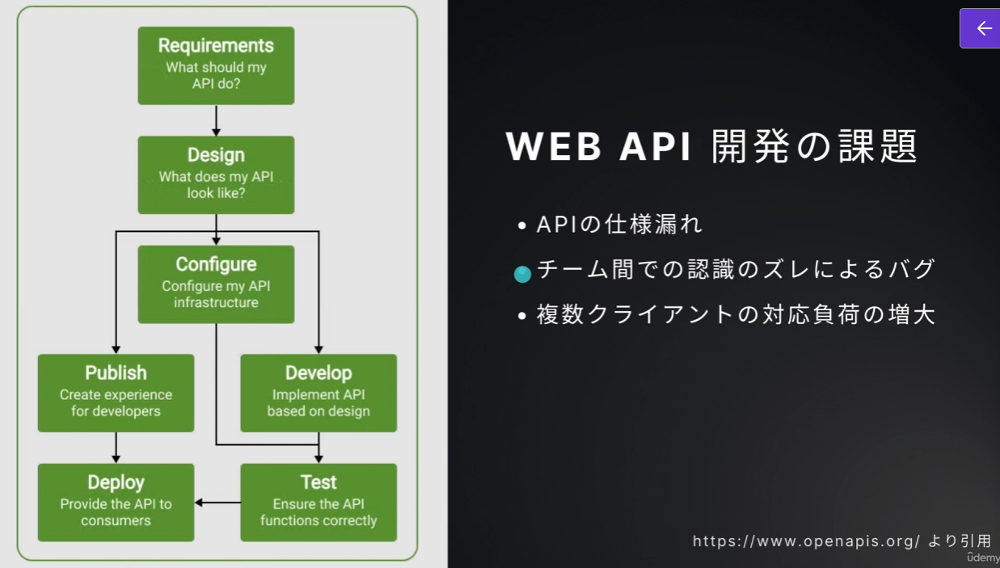 Requirements
What should my
API do?
Design
What does my API
look like?
Configure
Configure my API
infrastructure
Publish
Create experience
for developers
Develop
Implement API
based on design
Deploy
Provide the API to
consumers
Test
Ensure the API
functions correctly
WEB API 開発の課題
• APIの仕様漏れ
チーム間での認識のズレによるバグ
• 複数クライアントの対応負荷の増大
https://www.openapis.org/ より引用
ûdemy